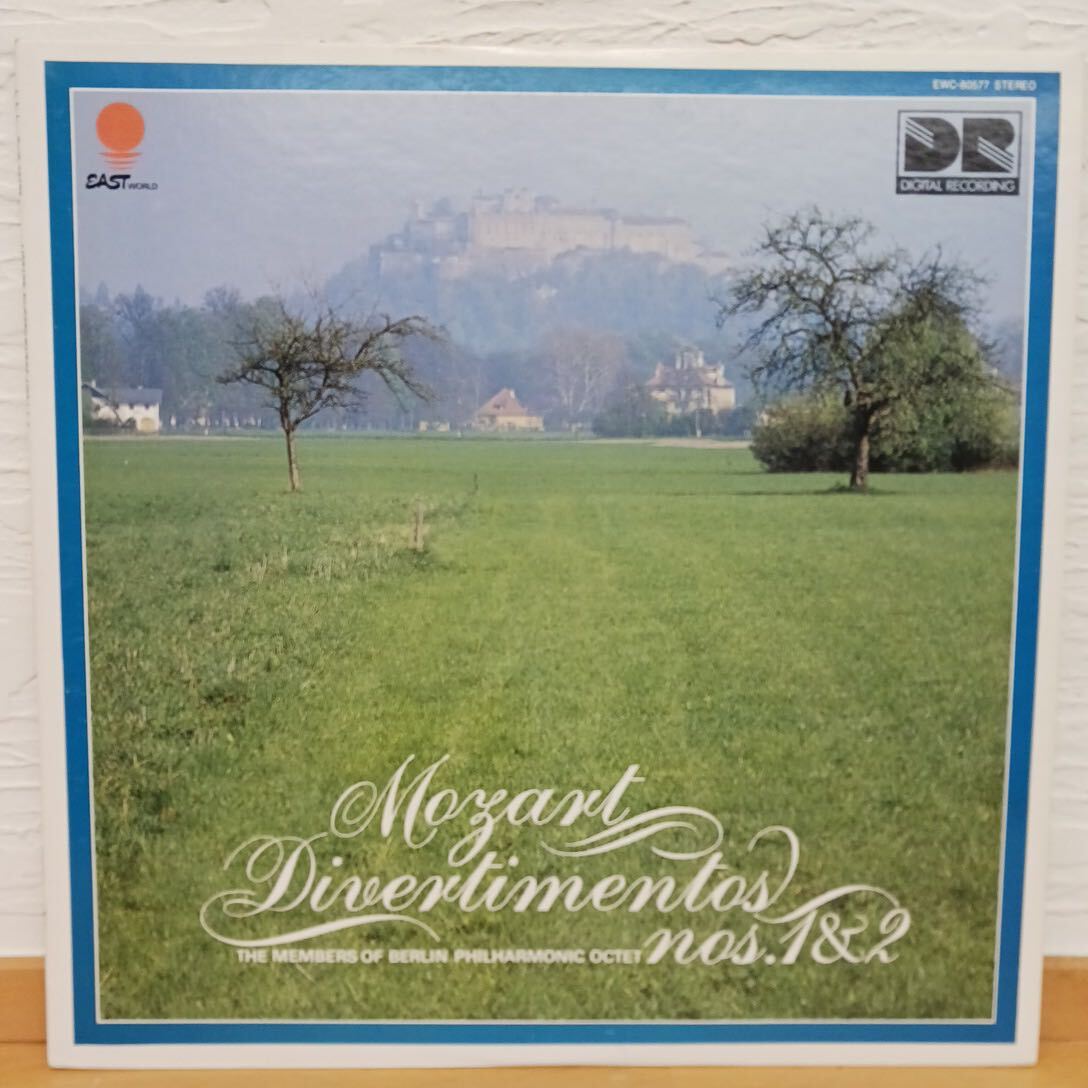 EWC-80577 STEREO
EAST WORLD
DR
DIGITAL RECORDING
Mozart
Divertimentos
nos. 1&2
THE MEMBERS OF BERLIN PHILHARMONIC OCTET